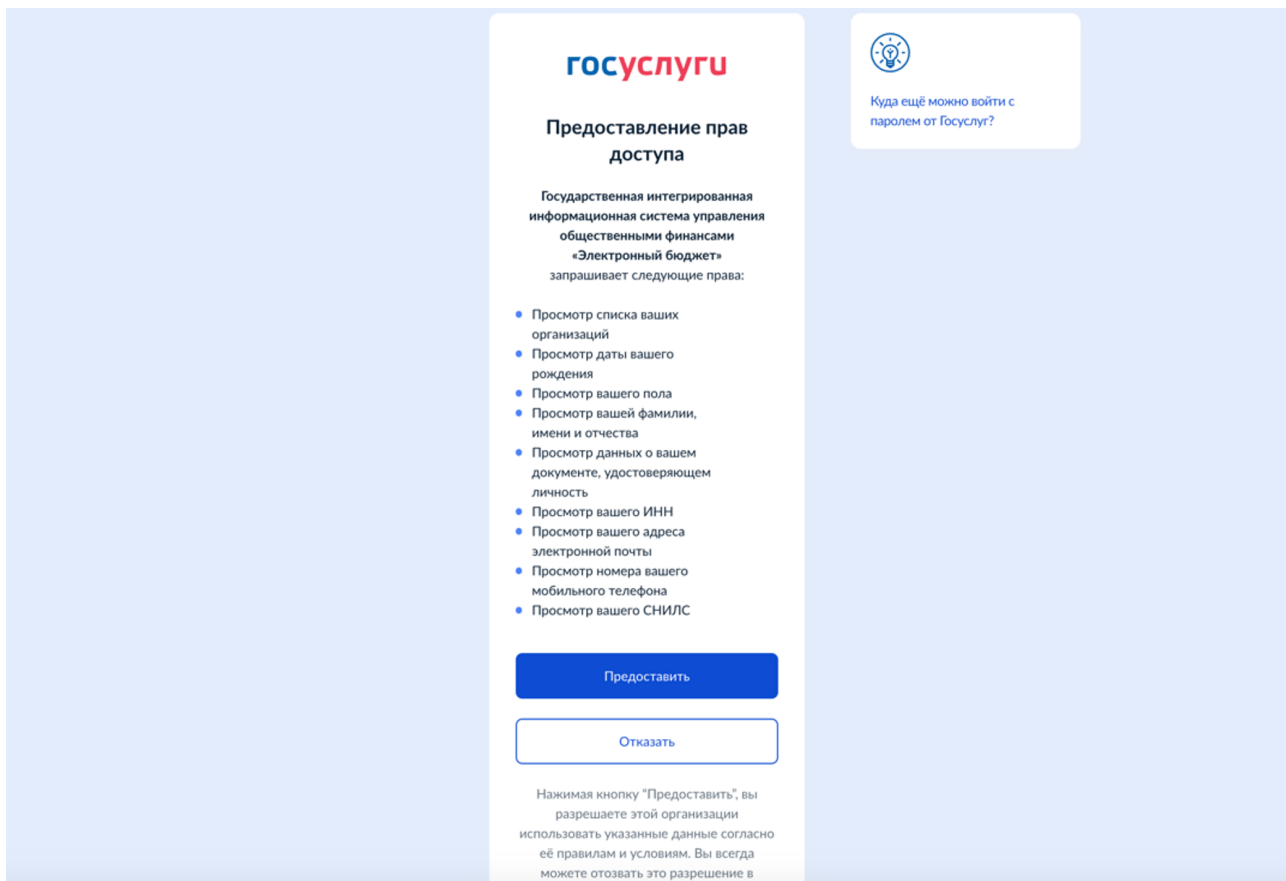 госуслуги
Предоставление прав
доступа
Государственная интегрированная
информационная система управления
общественными финансами
«Электронный бюджет»
запрашивает следующие права:
Просмотр списка ваших
организаций
Просмотр даты вашего
рождения
Просмотр вашего пола
Просмотр вашей фамилии,
имени и отчества
Просмотр данных о вашем
документе, удостоверяющем
личность
Просмотр вашего ИНН
Просмотр вашего адреса
электронной почты
Просмотр номера вашего
мобильного телефона
Просмотр вашего СНИЛС
Предоставить
Отказать
Нажимая кнопку "Предоставить", вы
разрешаете этой организации
использовать указанные данные согласно
её правилам и условиям. Вы всегда
можете отозвать это разрешение в
Куда ещё можно войти с
паролем от Госуслуг?